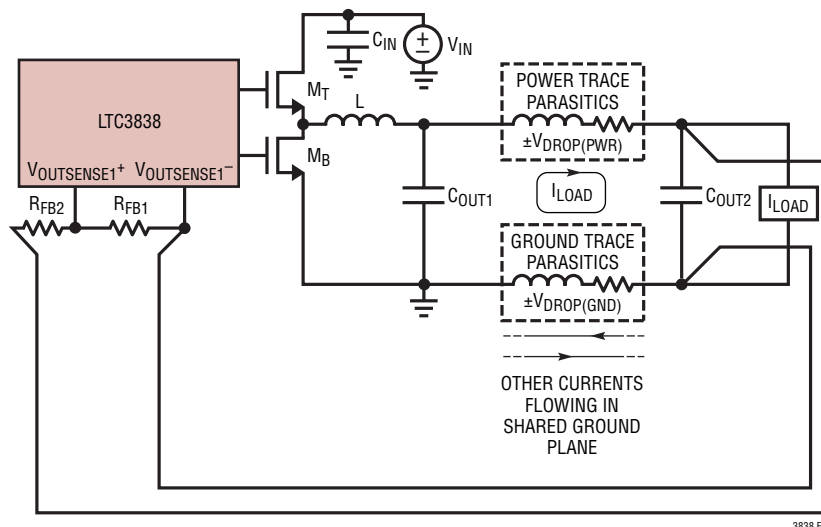 CIN
VIN
MT
LTC3838
L
POWER TRACE
PARASITICS
±VDROP(PWR)
MB
VOUTSENSE1+ VOUTSENSE1–
RFB2
RFB1
COUT1
ILOAD
COUT2
ILOAD
GROUND TRACE
PARASITICS
±VDROP(GND)
OTHER CURRENTS
FLOWING IN
SHARED GROUND
PLANE
3838 F